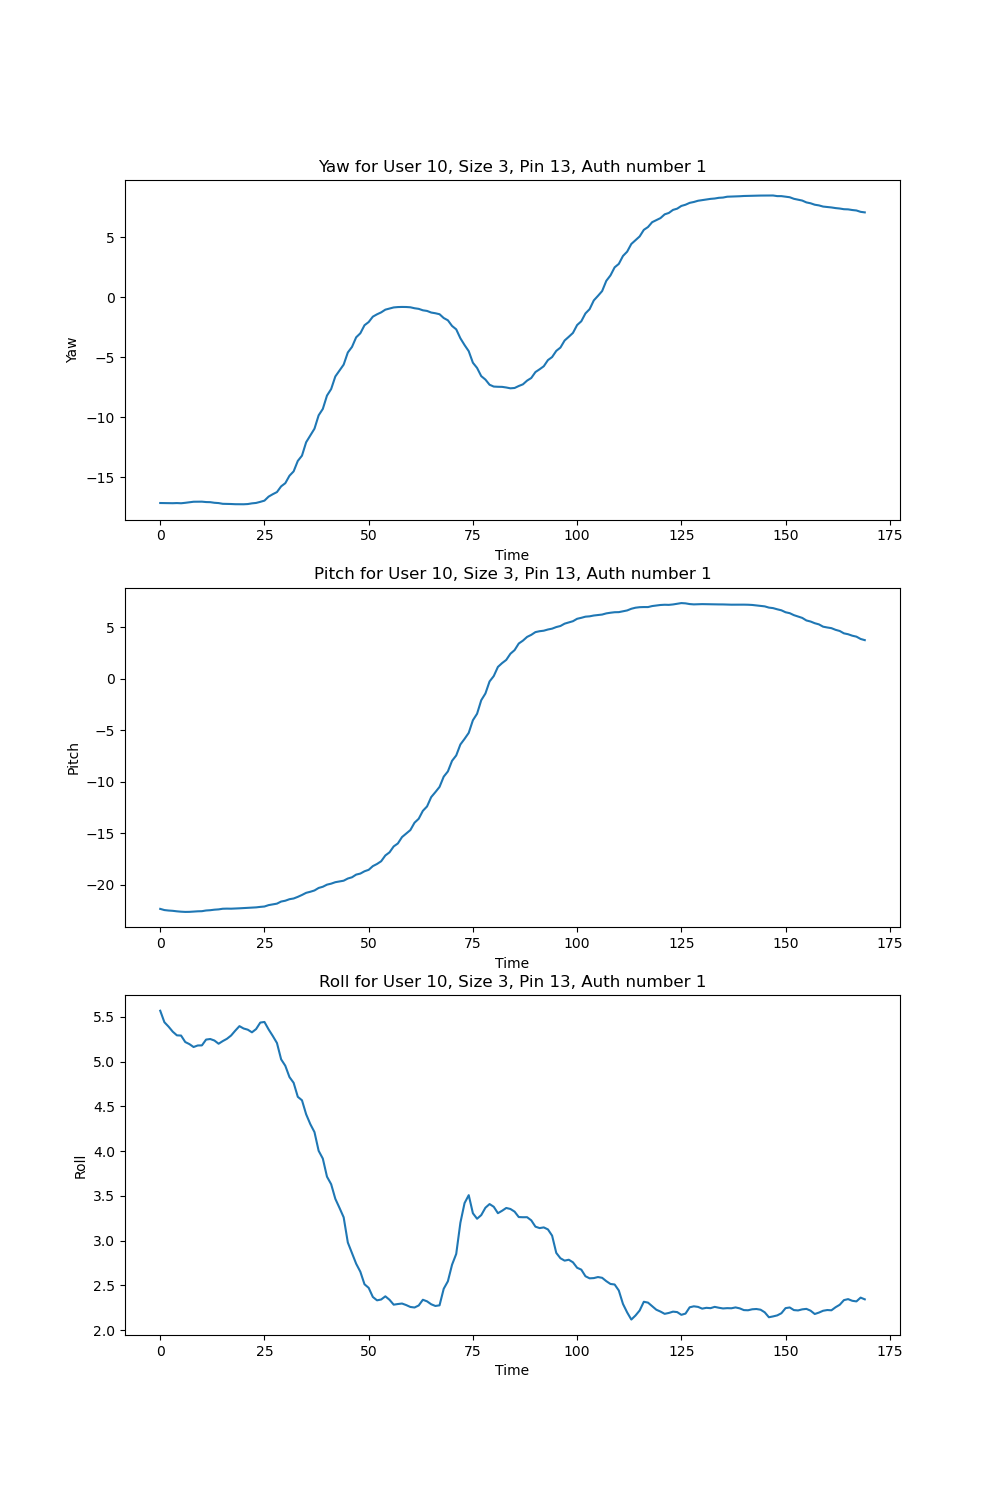 Yaw for User 10, Size 3, Pin 13, Auth number 1
5
0
−5
−10
−15
Yaw
0 25 50 75 100 125 150 175
Time
Pitch for User 10, Size 3, Pin 13, Auth number 1
5
0
−5
−10
−15
−20
Pitch
0 25 50 75 100 125 150 175
Time
Roll for User 10, Size 3, Pin 13, Auth number 1
5.5
5.0
4.5
4.0
3.5
3.0
2.5
2.0
Roll
0 25 50 75 100 125 150 175
Time